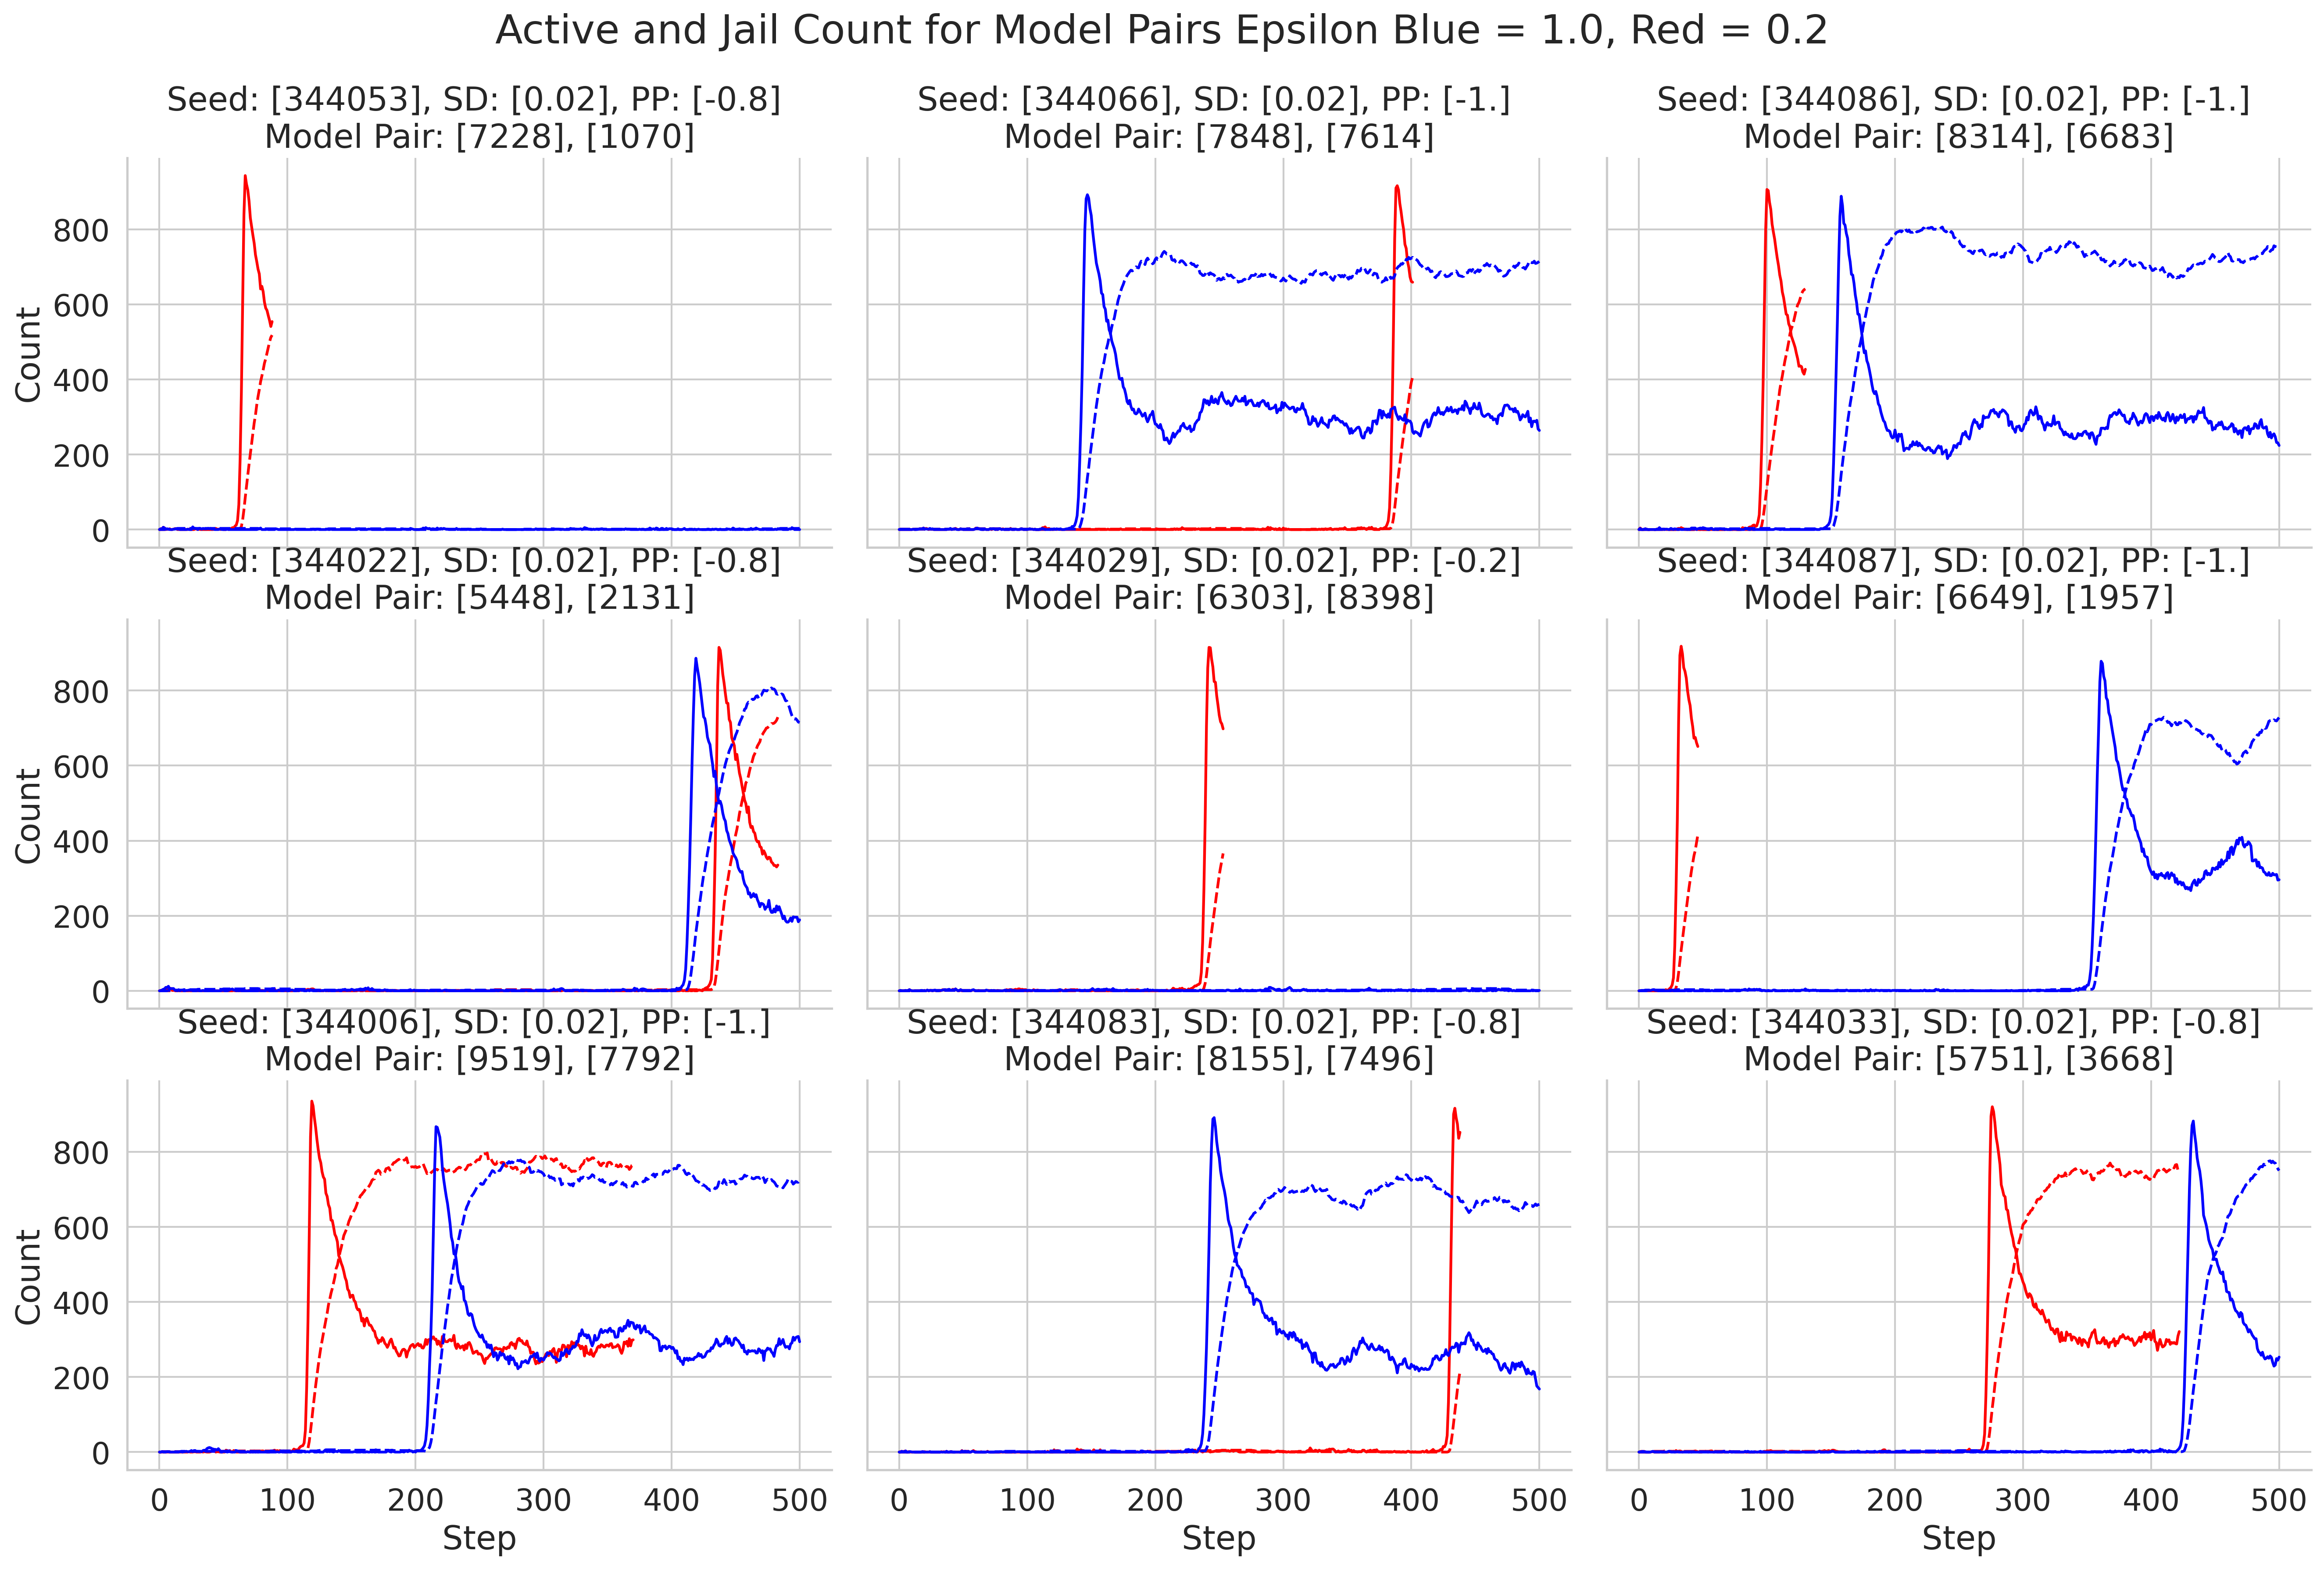 Active and Jail Count for Model Pairs Epsilon Blue = 1.0, Red = 0.2
Seed: [344053], SD: [0.02], PP: [-0.8]
Model Pair: [7228], [1070]
Seed: [344066], SD: [0.02], PP: [-1.]
Model Pair: [7848], [7614]
Seed: [344086], SD: [0.02], PP: [-1.]
Model Pair: [8314], [6683]
Count
800
600
400
200
0
Seed: [344022], SD: [0.02], PP: [-0.8]
Model Pair: [5448], [2131]
Seed: [344029], SD: [0.02], PP: [-0.2]
Model Pair: [6303], [8398]
Seed: [344087], SD: [0.02], PP: [-1.]
Model Pair: [6649], [1957]
Count
800
600
400
200
0
Seed: [344006], SD: [0.02], PP: [-1.]
Model Pair: [9519], [7792]
Seed: [344083], SD: [0.02], PP: [-0.8]
Model Pair: [8155], [7496]
Seed: [344033], SD: [0.02], PP: [-0.8]
Model Pair: [5751], [3668]
Count
800
600
400
200
0
0 100 200 300 400 500
Step
0 100 200 300 400 500
Step
0 100 200 300 400 500
Step